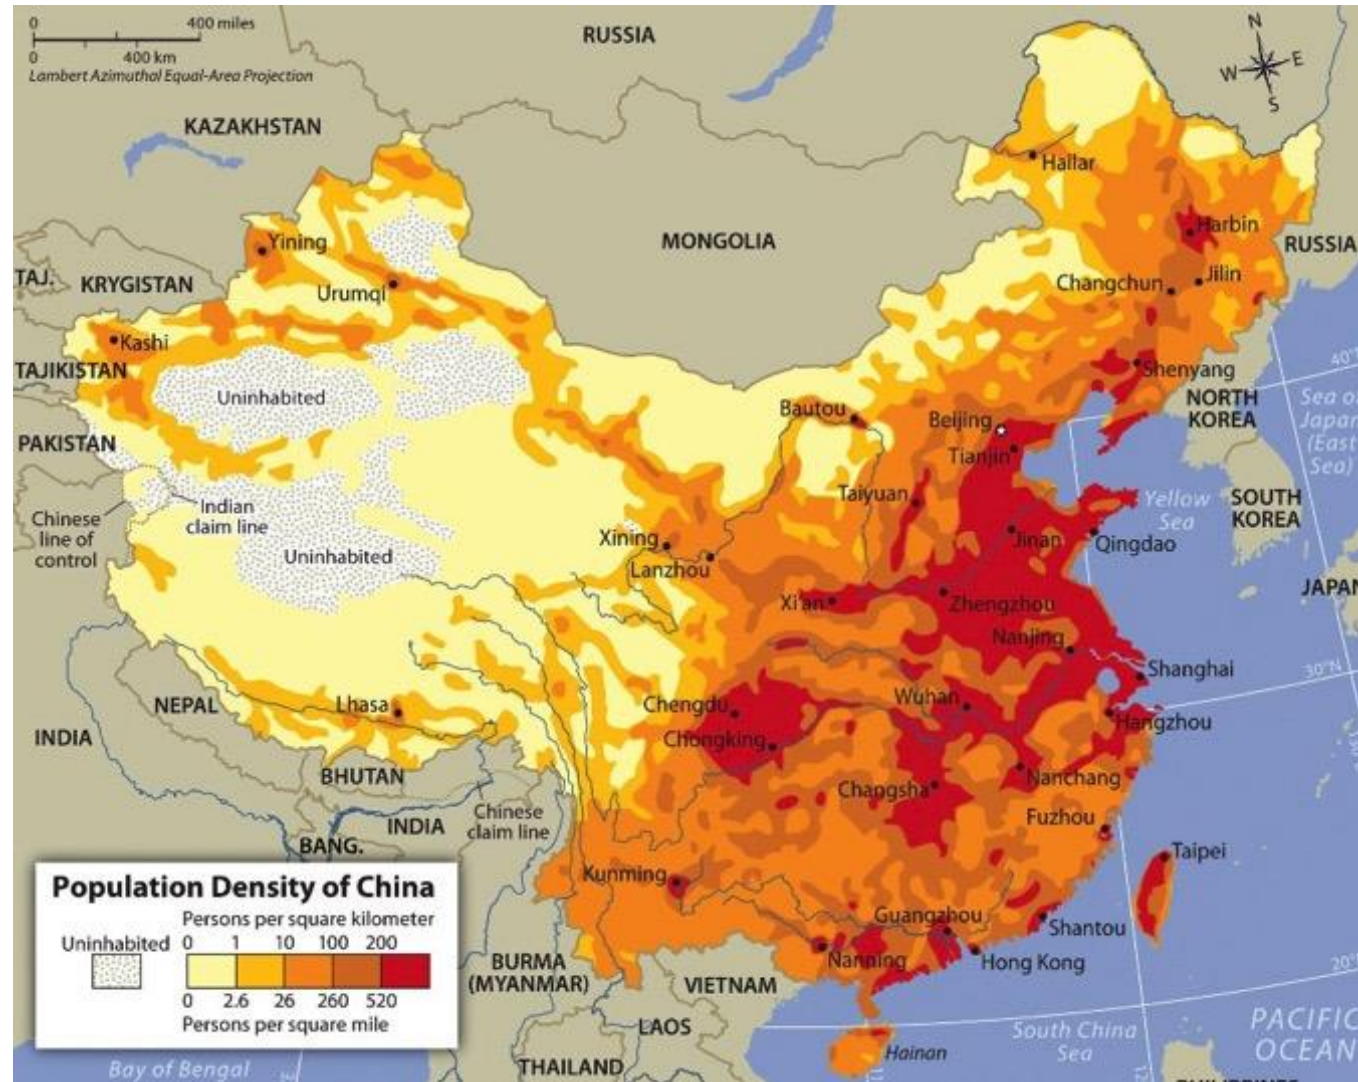 0 400 miles
0 400 km
Lambert Azimuthal Equal-Area Projection
RUSSIA
N
W E
S
KAZAKHSTAN
Hallar
Harbin
Yining
MONGOLIA
RUSSIA
TAJ.
KRYGISTAN
Urumql
Changchun
Jilin
Kashi
TAJIKISTAN
Shenyang
40°
Uninhabited
NORTH
KOREA
Sea of
Japan
(East
Sea)
Bautou
Beijing
PAKISTAN
Tianjin
Taiyuan
Yellow
Sea
SOUTH
KOREA
Indian
claim line
Chinese
line of
control
Xining
Jinan
Qingdao
Uninhabited
Lanzhou
JAPAN
Xi'an
Zhengzhou
Nanjing
Shanghai
30°N
NEPAL
Lhasa
Chengdu
Wuhan
Hangzhou
INDIA
Chongking
BHUTAN
Nanchang
Changsha
Chinese
claim line
INDIA
Fuzhou
BANG.
Taipei
Kunming
Guangzhou
Shantou
Nanning
Hong Kong
BURMA
(MYANMAR)
VIETNAM
20°
LAOS
South China
Sea
PACIFIC
OCEAN
Hainan
THAILAND
Bay of Bengal
Population Density of China
Persons per square kilometer
Uninhabited 0 1 10 100 200
0 2.6 26 260 520
Persons per square mile